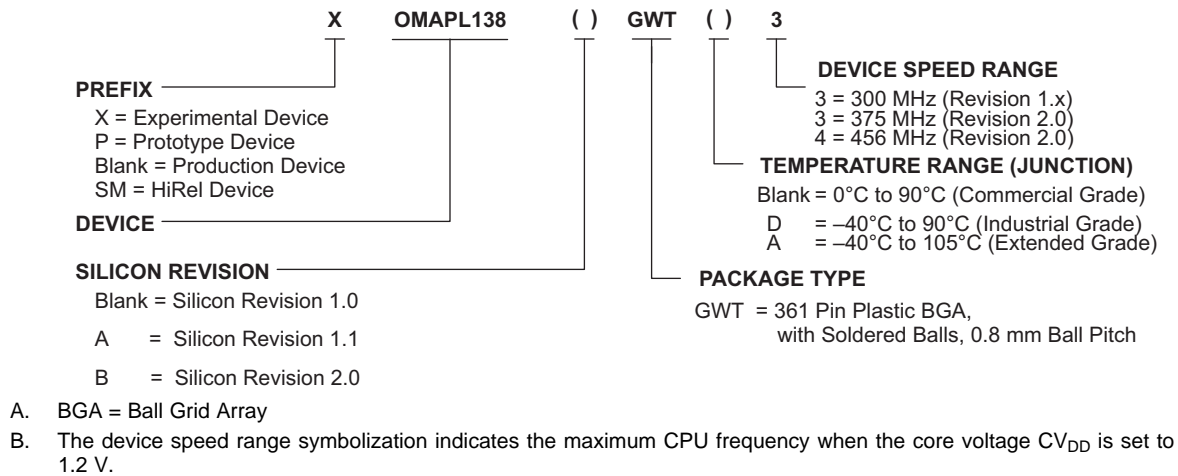 X OMAPL138 ( ) GWT ( ) 3
PREFIX
X = Experimental Device
P = Prototype Device
Blank = Production Device
SM = HiRel Device
DEVICE
SILICON REVISION
Blank = Silicon Revision 1.0
A = Silicon Revision 1.1
B = Silicon Revision 2.0
DEVICE SPEED RANGE
3 = 300 MHz (Revision 1.x)
3 = 375 MHz (Revision 2.0)
4 = 456 MHz (Revision 2.0)
TEMPERATURE RANGE (JUNCTION)
Blank = 0°C to 90°C (Commercial Grade)
D = –40°C to 90°C (Industrial Grade)
A = –40°C to 105°C (Extended Grade)
PACKAGE TYPE
GWT = 361 Pin Plastic BGA,
with Soldered Balls, 0.8 mm Ball Pitch
A. BGA = Ball Grid Array
B. The device speed range symbolization indicates the maximum CPU frequency when the core voltage CVDD is set to
1.2 V.